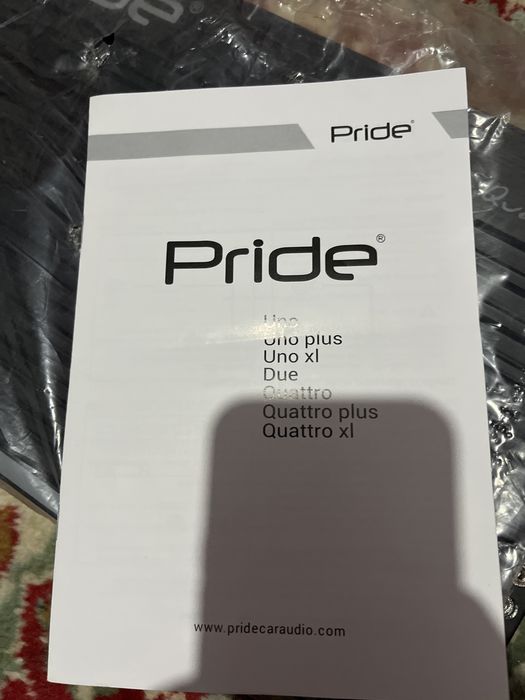 Pride®
Pride®
Uno
Uno plus
Uno xl
Due
Quattro
Quattro plus
Quattro xl
www.pridecaraudio.com